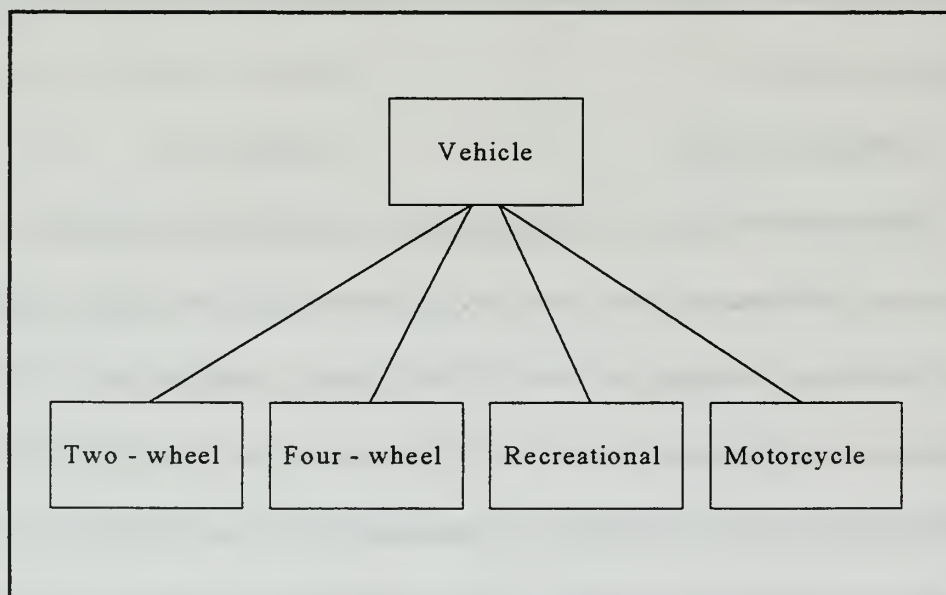 Vehicle
Two - wheel
Four - wheel
Recreational
Motorcycle